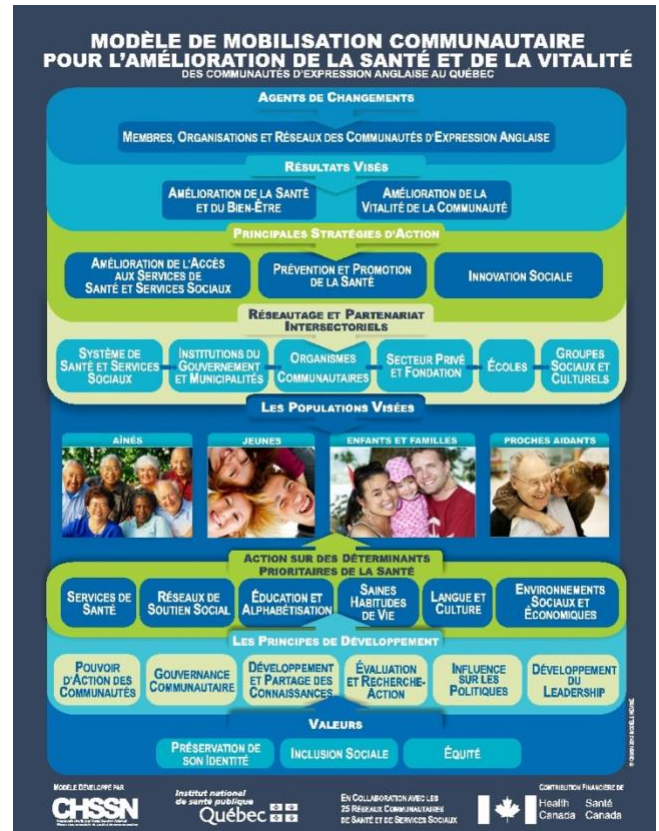 MODÈLE DE MOBILISATION COMMUNAUTAIRE
POUR L'AMÉLIORATION DE LA SANTÉ ET DE LA VITALITÉ
DES COMMUNAUTÉS D'EXPRESSION ANGLAISE AU QUÉBEC
AGENTS DE CHANGEMENTS
MEMBRES, ORGANISATIONS ET RÉSEAUX DES COMMUNAUTÉS D'EXPRESSION ANGLAISE
RÉSULTATS VISÉS
AMÉLIORATION DE LA SANTÉ
ET DU BIEN-ÊTRE
AMÉLIORATION DE LA
VITALITÉ DE LA COMMUNAUTÉ
PRINCIPALES STRATÉGIES D'ACTION
AMÉLIORATION DE L'ACCÈS
AUX SERVICES DE
SANTÉ ET SERVICES SOCIAUX
PRÉVENTION ET PROMOTION
DE LA SANTÉ
INNOVATION SOCIALE
RÉSEAUTAGE ET PARTENARIAT
INTERSECTORIELS
SYSTÈME DE
SANTÉ ET SERVICES
SOCIAUX
INSTITUTIONS DU
GOUVERNEMENT
ET MUNICIPALITÉS
ORGANISMES
COMMUNAUTAIRES
SECTEUR PRIVÉ
ET FONDATION
ÉCOLES
GROUPES
SOCIAUX ET
CULTURELS
LES POPULATIONS VISÉES
AÎNÉS
JEUNES
ENFANTS ET FAMILLES
PROCHES AIDANTS
ACTION SUR DES DÉTERMINANTS
PRIORITAIRES DE LA SANTÉ
SERVICES DE
SANTÉ
RÉSEAUX DE
SOUTIEN SOCIAL
ÉDUCATION ET
ALPHABÉTISATION
SAINES
HABITUDES
DE VIE
LANGUE ET
CULTURE
ENVIRONNEMENTS
SOCIAUX ET
ÉCONOMIQUES
LES PRINCIPES DE DÉVELOPPEMENT
POUVOIR
D'ACTION DES
COMMUNAUTÉS
GOUVERNANCE
COMMUNAUTAIRE
DÉVELOPPEMENT
ET PARTAGE DES
CONNAISSANCES
ÉVALUATION
ET RECHERCHE-
ACTION
INFLUENCE
SUR LES
POLITIQUES
DÉVELOPPEMENT
DU
LEADERSHIP
VALEURS
PRÉSERVATION DE
SON IDENTITÉ
INCLUSION SOCIALE
ÉQUITÉ
MODÈLE DÉVELOPPÉ PAR
CHSSN
Institut national
de santé publique
Québec
EN COLLABORATION AVEC LES
25 RÉSEAUX COMMUNAUTAIRES
DE SANTÉ ET DE SERVICES SOCIAUX
CONTRIBUTION FINANCIÈRE DE
Health Santé
Canada Canada